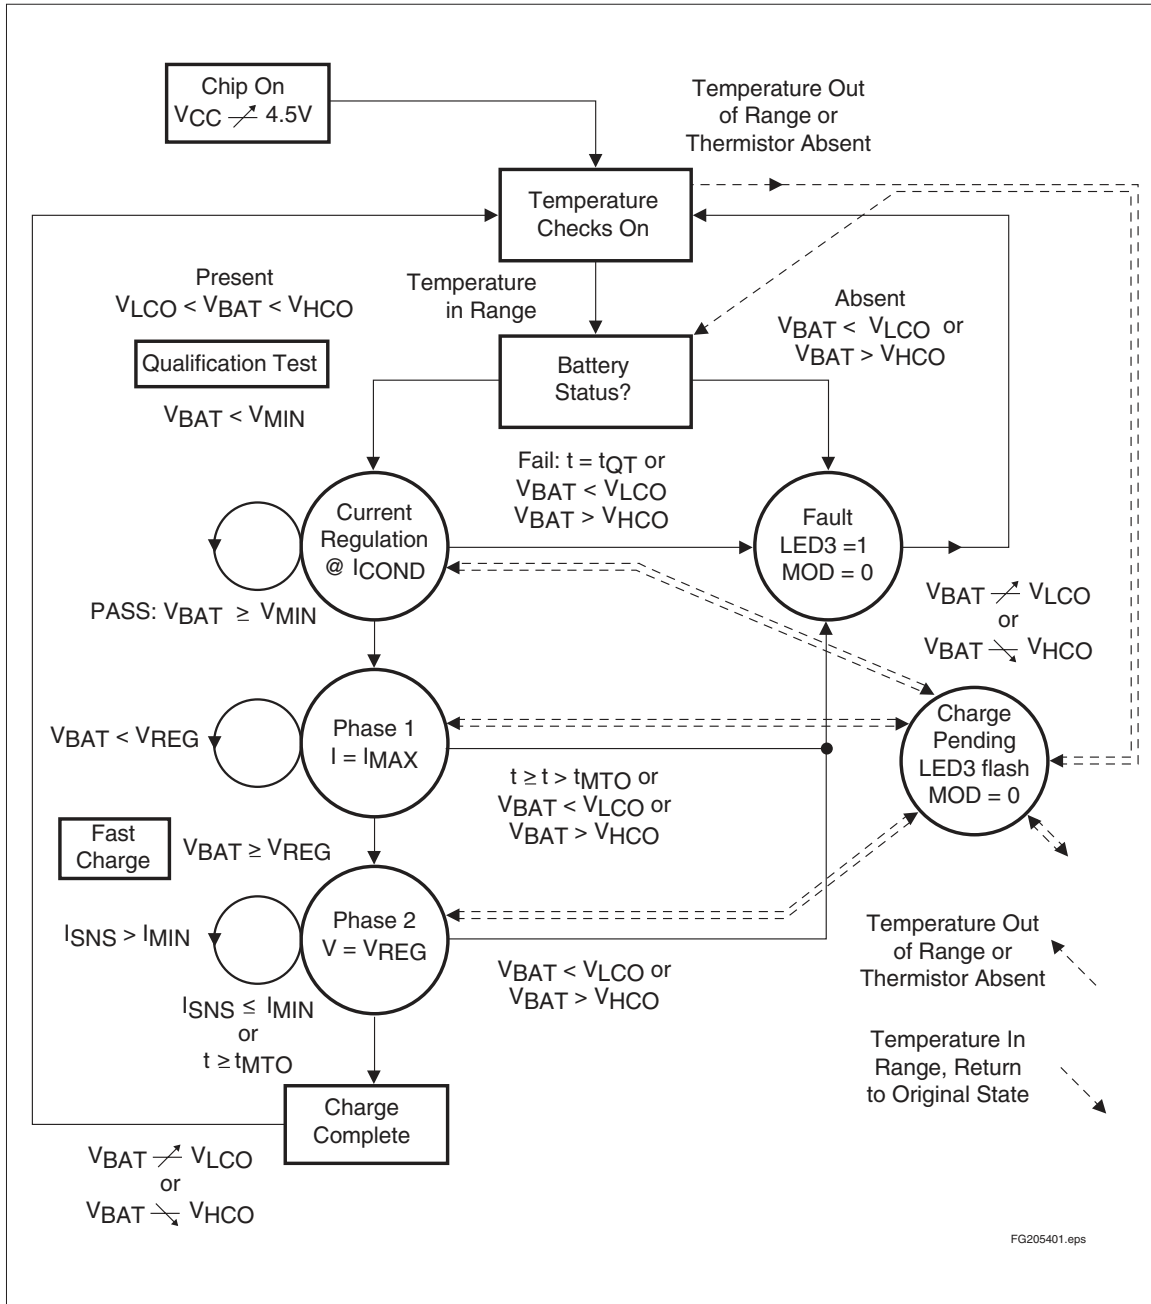 Chip On
VCC 4.5V
Temperature Out
of Range or
Thermistor Absent
Temperature
Checks On
Present
VLCO < VBAT < VHCO
Temperature
in Range
Absent
VBAT < VLCO or
VBAT > VHCO
Qualification Test
Battery
Status?
VBAT < VMIN
Fail: t = tQT or
VBAT < VLCO
VBAT > VHCO
Current
Regulation
@ ICOND
Fault
LED3 =1
MOD = 0
PASS: VBAT ≥ VMIN
VBAT VLCO
or
VBAT VHCO
VBAT < VREG
Phase 1
I = IMAX
Charge
Pending
LED3 flash
MOD = 0
t ≥ t > tMTO or
VBAT < VLCO or
VBAT > VHCO
Fast
Charge
VBAT ≥ VREG
ISNS > IMIN
Phase 2
V = VREG
VBAT < VLCO or
VBAT > VHCO
Temperature Out
of Range or
Thermistor Absent
ISNS ≤ IMIN
or
t ≥ tMTO
Temperature In
Range, Return
to Original State
Charge
Complete
VBAT VLCO
or
VBAT VHCO
FG205401.eps